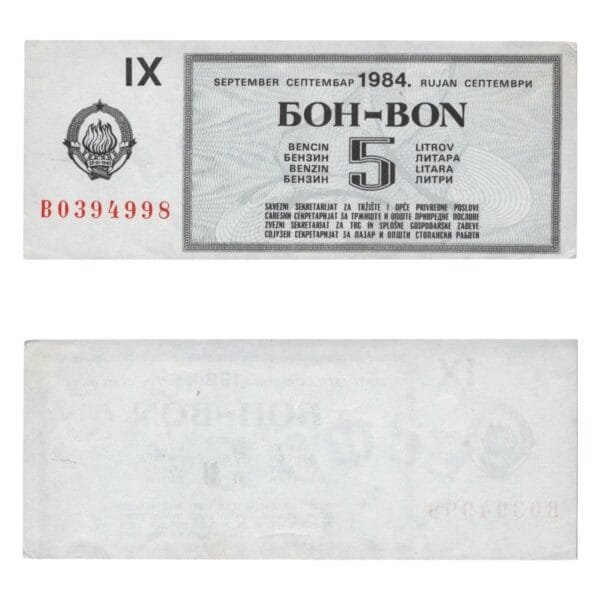 IX
SEPTEMBER СЕПТЕМБАР 1984. RUJAN СЕПТЕМВРИ
БОН-BON
BENCIN 5 LITROV
БЕНЗИН ЛИТАРА
BENZIN LITARA
БЕНЗИН ЛИТРИ
B0394998
SAVEZNI SEKRETARIJAT ZA TRŽIŠTE I OPĆE PRIVREDNE POSLOVE
САВЕЗНИ СЕКРЕТАРИЈАТ ЗА ТРЖИШТЕ И ОПШТЕ ПРИВРЕДНЕ ПОСЛОВЕ
ZVEZNI SEKRETARIAT ZA TRG IN SPLOŠNE GOSPODARSKE ZADEVE
СОЈУЗЕН СЕКРЕТАРИЈАТ ЗА ПАЗАР И ОПШТИ СТОПАНСКИ РАБОТИ